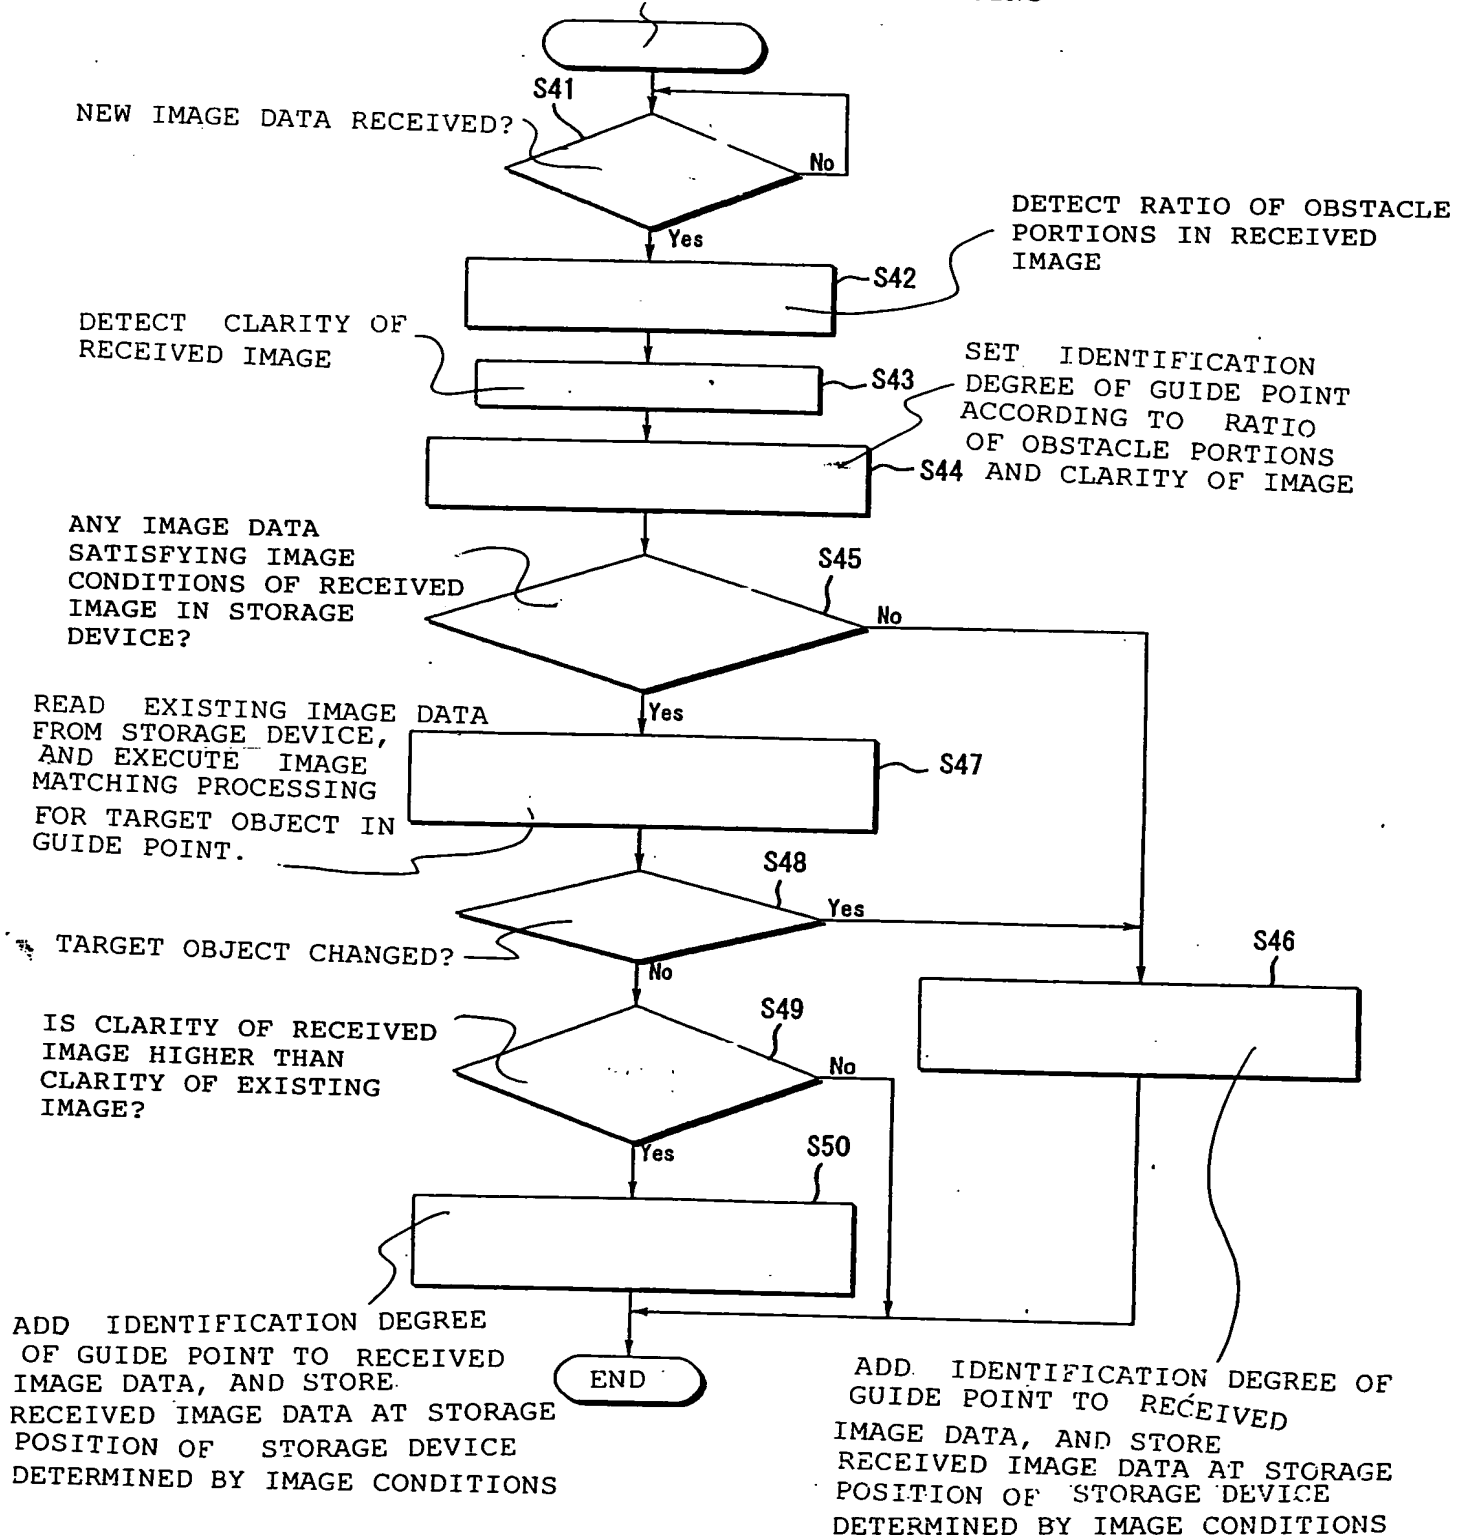 S41
NEW IMAGE DATA RECEIVED?
No
Yes
DETECT RATIO OF OBSTACLE
PORTIONS IN RECEIVED
IMAGE
S42
DETECT CLARITY OF
RECEIVED IMAGE
S43
SET IDENTIFICATION
DEGREE OF GUIDE POINT
ACCORDING TO RATIO
OF OBSTACLE PORTIONS
AND CLARITY OF IMAGE
S44
ANY IMAGE DATA
SATISFYING IMAGE
CONDITIONS OF RECEIVED
IMAGE IN STORAGE
DEVICE?
S45
No
Yes
READ EXISTING IMAGE DATA
FROM STORAGE DEVICE,
AND EXECUTE IMAGE
MATCHING PROCESSING
FOR TARGET OBJECT IN
GUIDE POINT.
S47
S48
Yes
TARGET OBJECT CHANGED?
No
S46
IS CLARITY OF RECEIVED
IMAGE HIGHER THAN
CLARITY OF EXISTING
IMAGE?
S49
No
Yes
S50
ADD IDENTIFICATION DEGREE
OF GUIDE POINT TO RECEIVED
IMAGE DATA, AND STORE
RECEIVED IMAGE DATA AT STORAGE
POSITION OF STORAGE DEVICE
DETERMINED BY IMAGE CONDITIONS
END
ADD IDENTIFICATION DEGREE OF
GUIDE POINT TO RECEIVED
IMAGE DATA, AND STORE
RECEIVED IMAGE DATA AT STORAGE
POSITION OF STORAGE DEVICE
DETERMINED BY IMAGE CONDITIONS